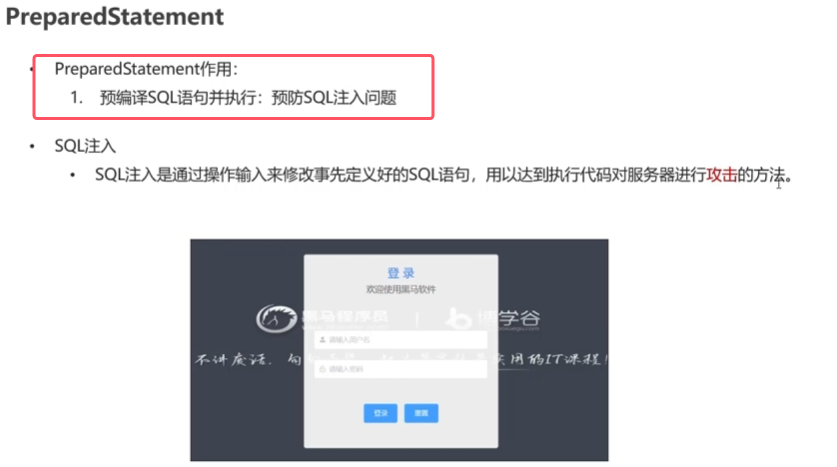 PreparedStatement
• PreparedStatement作用：
1. 预编译SQL语句并执行：预防SQL注入问题
• SQL注入
• SQL注入是通过操作输入来修改事先定义好的SQL语句，用以达到执行代码对服务器进行攻击的方法。
登 录
欢迎使用黑马软件
黑马程序员 | 博学谷
不讲废话，
实用的IT课程！
请输入用户名
请输入密码
登录 重置